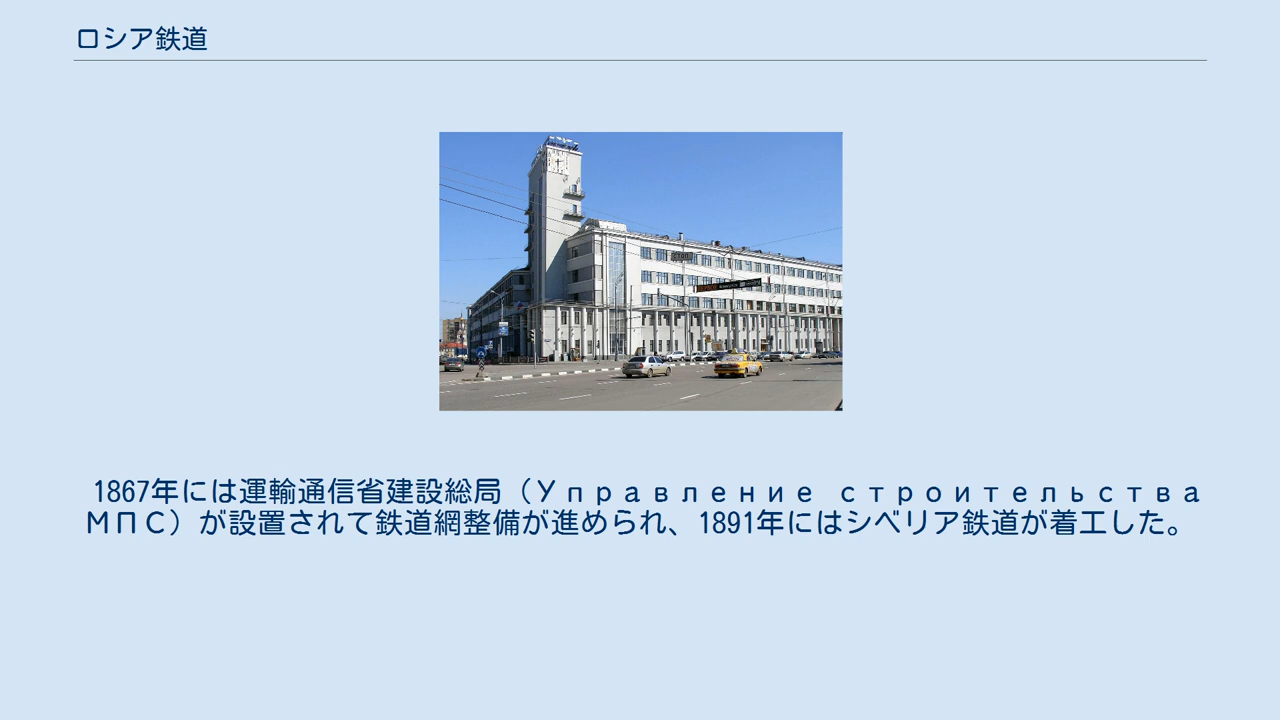 ロシア鉄道
1867年には運輸通信省建設総局（Управление строительства
МПС）が設置されて鉄道網整備が進められ、1891年にはシベリア鉄道が着工した。